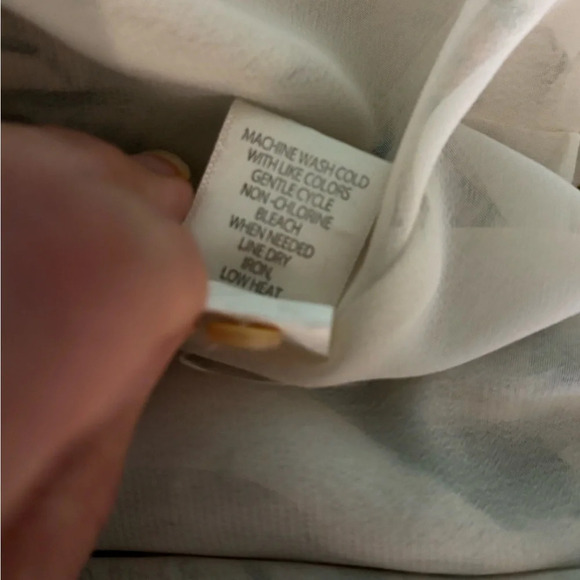 MACHINE WASH COLD
WITH LIKE COLORS
GENTLE CYCLE
NON-CHLORINE
BLEACH
WHEN NEEDED
LINE DRY
IRON,
LOW HEAT